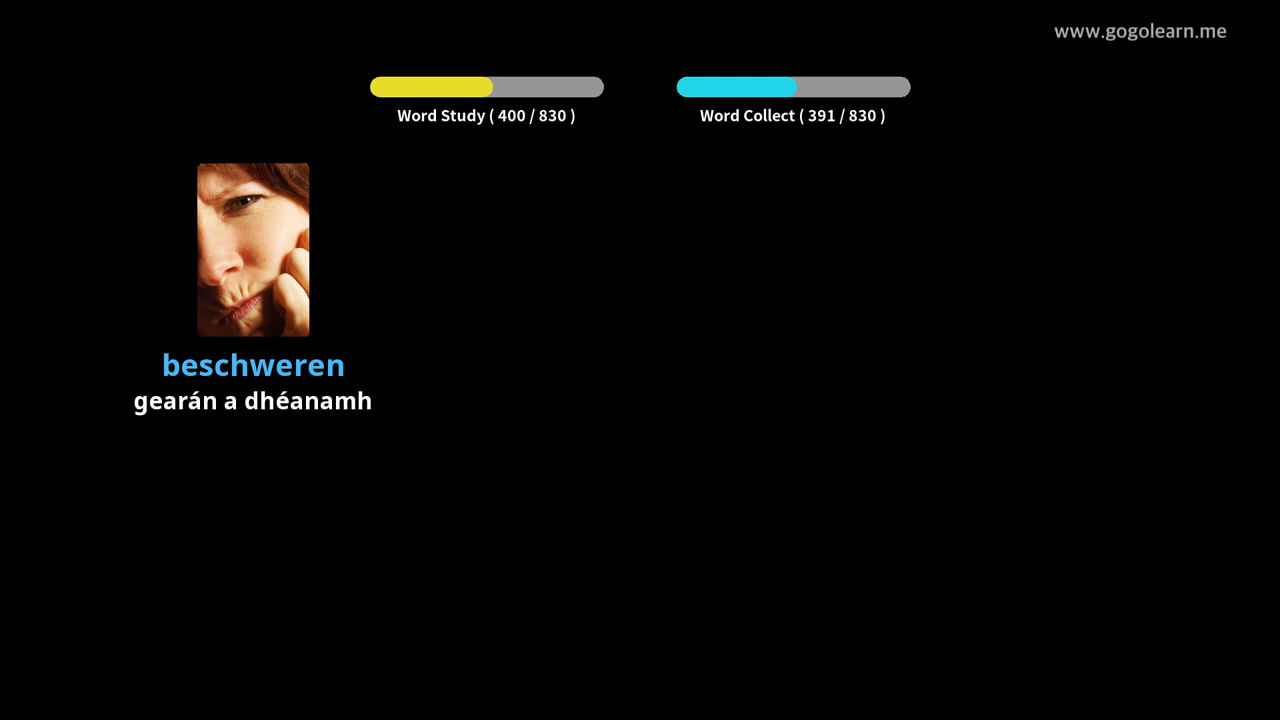 www.gogolearn.me
Word Study ( 400 / 830 )
Word Collect ( 391 / 830 )
beschweren
gearán a dhéanamh